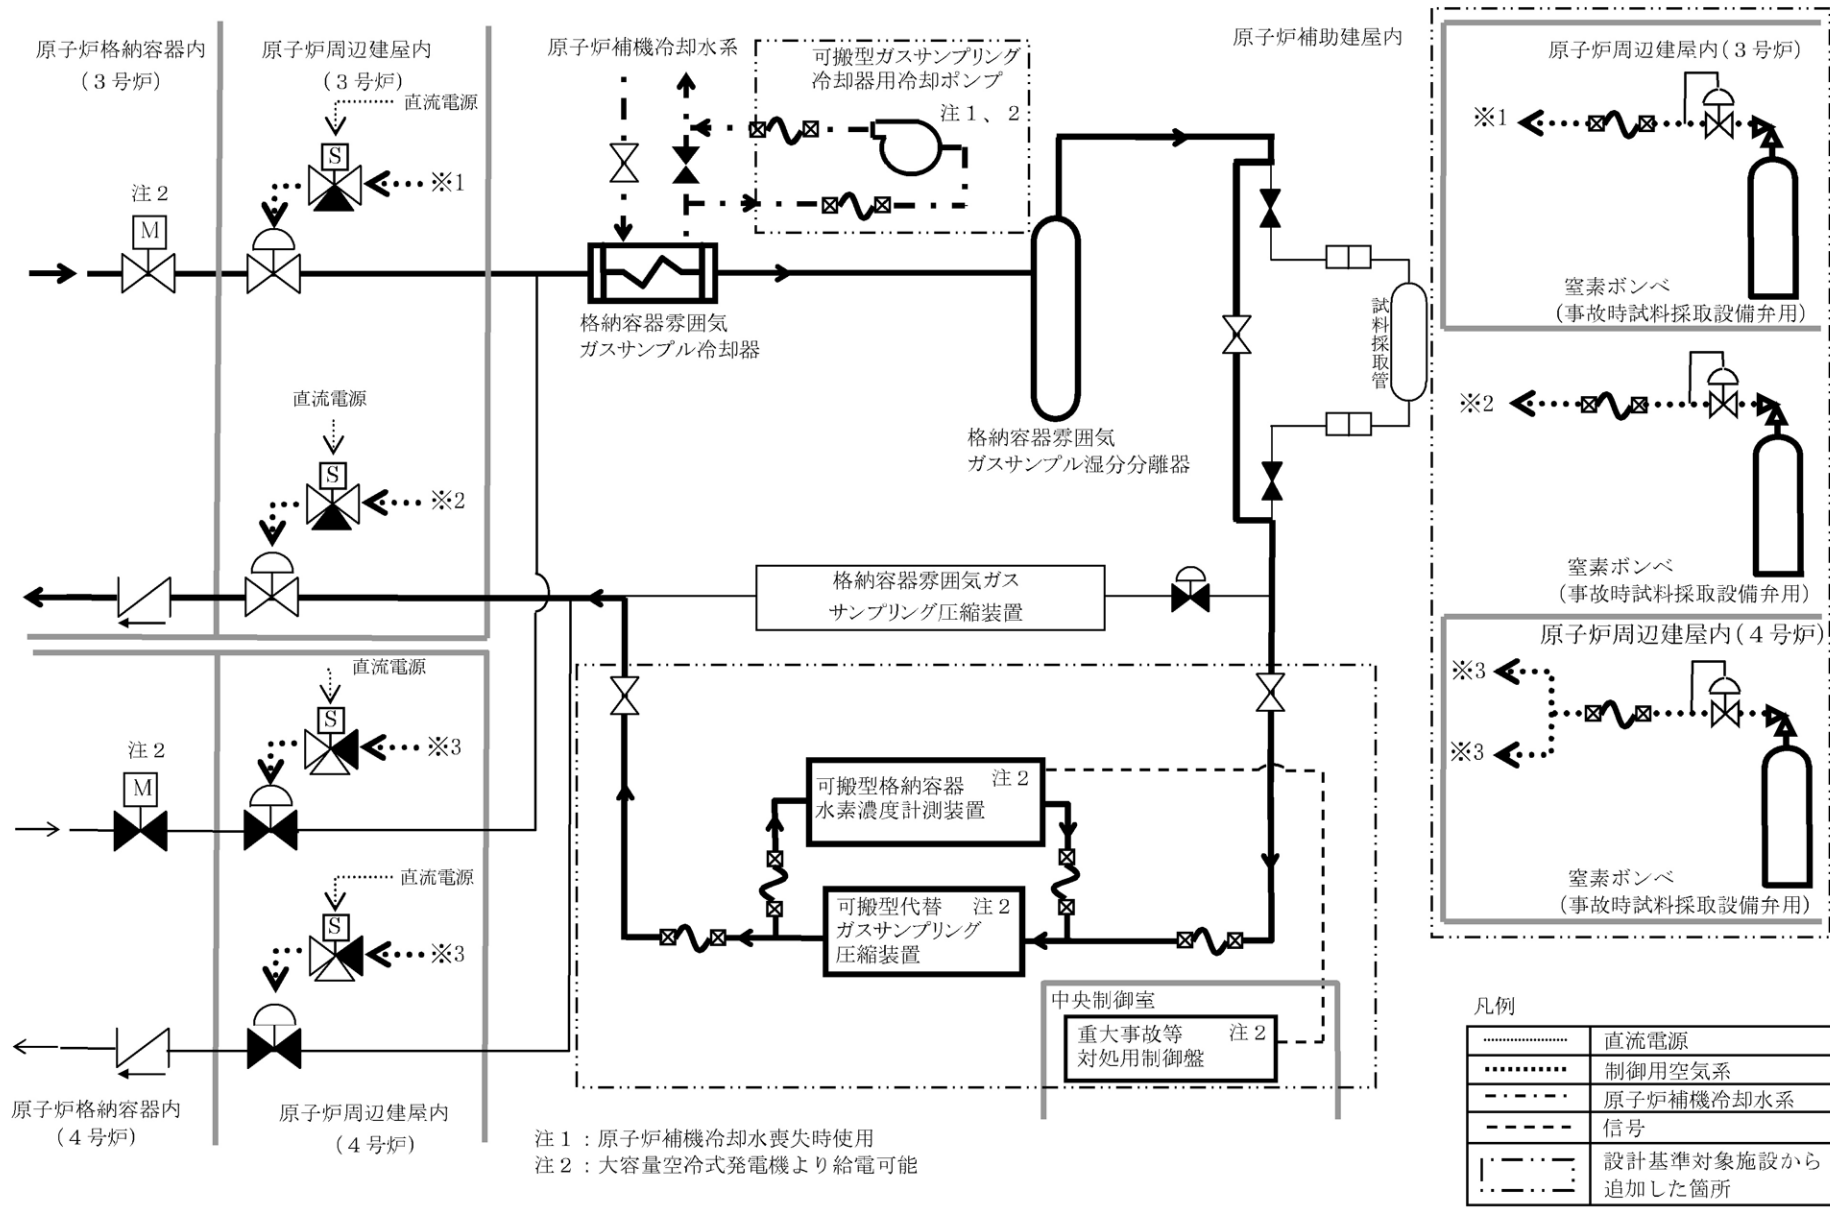 原子炉格納容器内
(３号炉)
原子炉周辺建屋内
(３号炉)
直流電源
S
※1
注２
M
原子炉補機冷却水系
可搬型ガスサンプリング
冷却器用冷却ポンプ
注１、２
格納容器雰囲気
ガスサンプル冷却器
格納容器雰囲気
ガスサンプル湿分分離器
原子炉補助建屋内
試料採取管
直流電源
S
※2
格納容器雰囲気ガス
サンプリング圧縮装置
直流電源
S
※3
注２
M
直流電源
S
※3
原子炉格納容器内
(４号炉)
原子炉周辺建屋内
(４号炉)
可搬型格納容器
水素濃度計測装置
注２
可搬型代替
ガスサンプリング
圧縮装置
注２
中央制御室
重大事故等
対処用制御盤
注２
注１：原子炉補機冷却水喪失時使用
注２：大容量空冷式発電機より給電可能
原子炉周辺建屋内(３号炉)
※1
窒素ボンベ
(事故時試料採取設備弁用)
※2
窒素ボンベ
(事故時試料採取設備弁用)
原子炉周辺建屋内(４号炉)
※3
※3
窒素ボンベ
(事故時試料採取設備弁用)
凡例
直流電源
制御用空気系
原子炉補機冷却水系
信号
設計基準対象施設から
追加した箇所